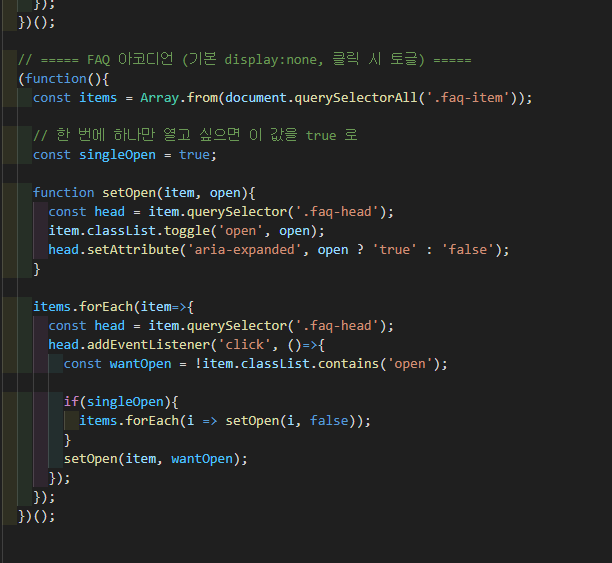 });
})();
// ===== FAQ 아코디언 (기본 display:none, 클릭 시 토글) =====
(function(){
const items = Array.from(document.querySelectorAll('.faq-item'));
// 한 번에 하나만 열고 싶으면 이 값을 true 로
const singleOpen = true;
function setOpen(item, open){
const head = item.querySelector('.faq-head');
item.classList.toggle('open', open);
head.setAttribute('aria-expanded', open ? 'true' : 'false');
}
items.forEach(item=>{
const head = item.querySelector('.faq-head');
head.addEventListener('click', ()=>{
const wantOpen = !item.classList.contains('open');
if(singleOpen){
items.forEach(i => setOpen(i, false));
}
setOpen(item, wantOpen);
});
});
})();